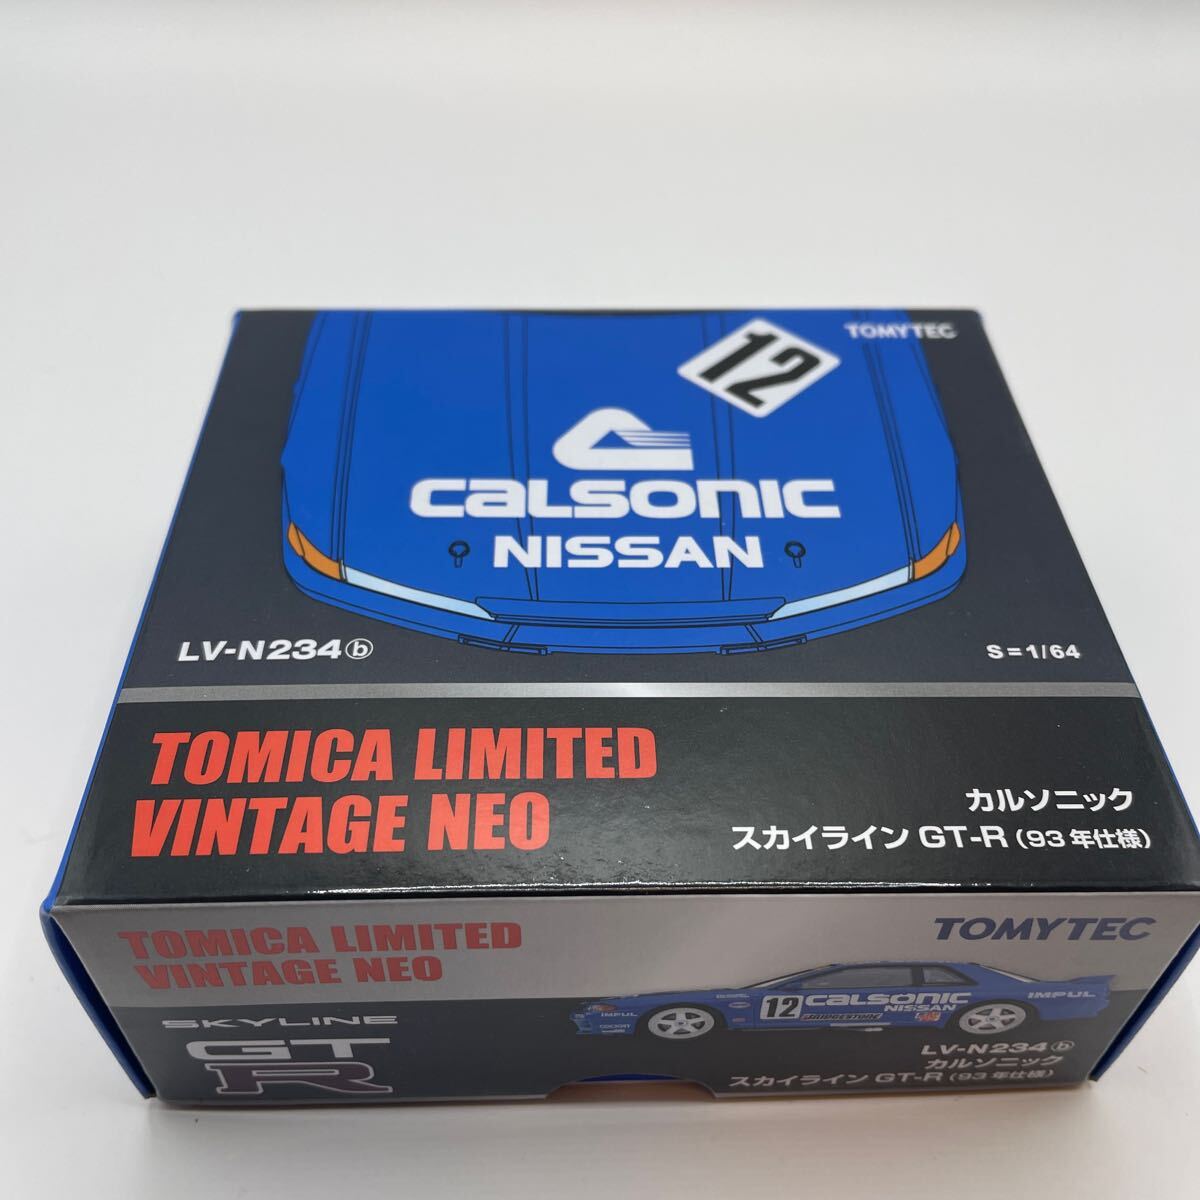 TOMYTEC
12
CALSONIC
NISSAN
LV-N234ⓑ
S=1/64
TOMICA LIMITED
VINTAGE NEO
カルソニック
スカイライン GT-R (93年仕様)
TOMICA LIMITED
VINTAGE NEO
TOMYTEC
SKYLINE
GT
R
IMPUL
12
CALSONIC
NISSAN
IMPUL
BRIDGESTONE
LV-N234ⓑ
カルソニック
スカイライン GT-R (93年仕様)